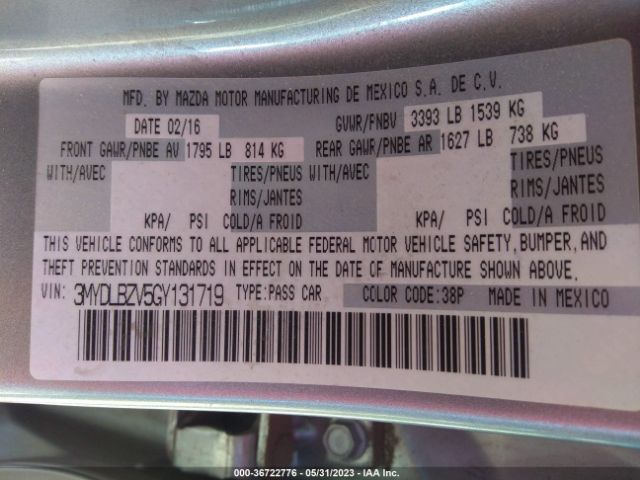 MFD. BY MAZDA MOTOR MANUFACTURING DE MEXICO S.A. DE C.V.
DATE 02/16 GVWR/PNBV 3393 LB 1539 KG
FRONT GAWR/PNBE AV 1795 LB 814 KG REAR GAWR/PNBE AR 1627 LB 738 KG
WITH/AVEC TIRES/PNEUS WITH/AVEC TIRES/PNEUS
RIMS/JANTES RIMS/JANTES
KPA/ PSI COLD/A FROID KPA/ PSI COLD/A FROID
THIS VEHICLE CONFORMS TO ALL APPLICABLE FEDERAL MOTOR VEHICLE SAFETY, BUMPER, AND
THEFT PREVENTION STANDARDS IN EFFECT ON THE DATE OF MANUFACTURE SHOWN ABOVE.
VIN: 3MYDLBZV5GY131719 TYPE: PASS CAR COLOR CODE: 38P MADE IN MEXICO
000-36722776 - 05/31/2023 - IAA Inc.